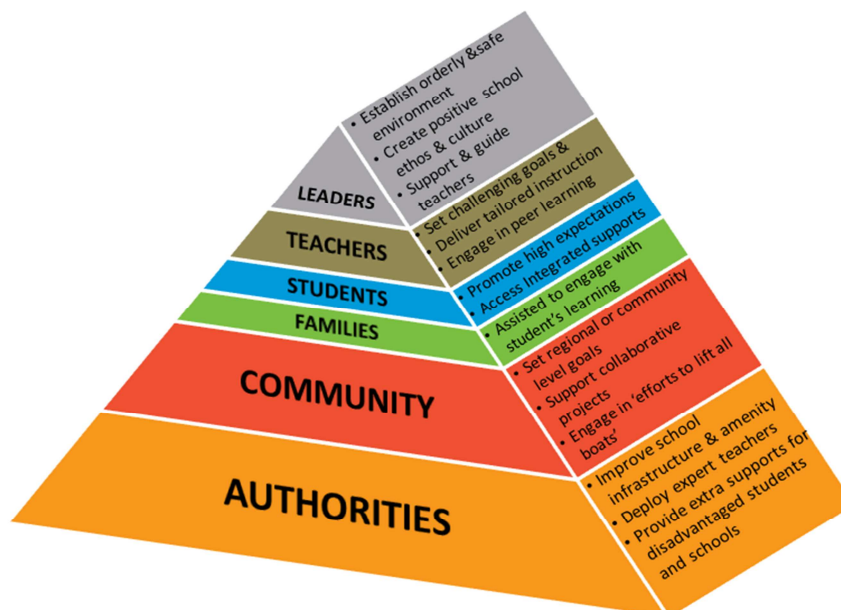 LEADERS
• Establish orderly &safe
environment
• Create positive school
ethos & culture
• Support & guide
teachers
TEACHERS
• Set challenging goals &
• Deliver tailored instruction
• Engage in peer learning
STUDENTS
• Promote high expectations
• Access Integrated supports
FAMILIES
• Assisted to engage with
student's learning
COMMUNITY
• Set regional or community
level goals
• Support collaborative
projects
• Engage in 'efforts to lift all
boats'
AUTHORITIES
• Improve school
infrastructure & amenity
• Deploy expert teachers
• Provide extra supports for
disadvantaged students
and schools